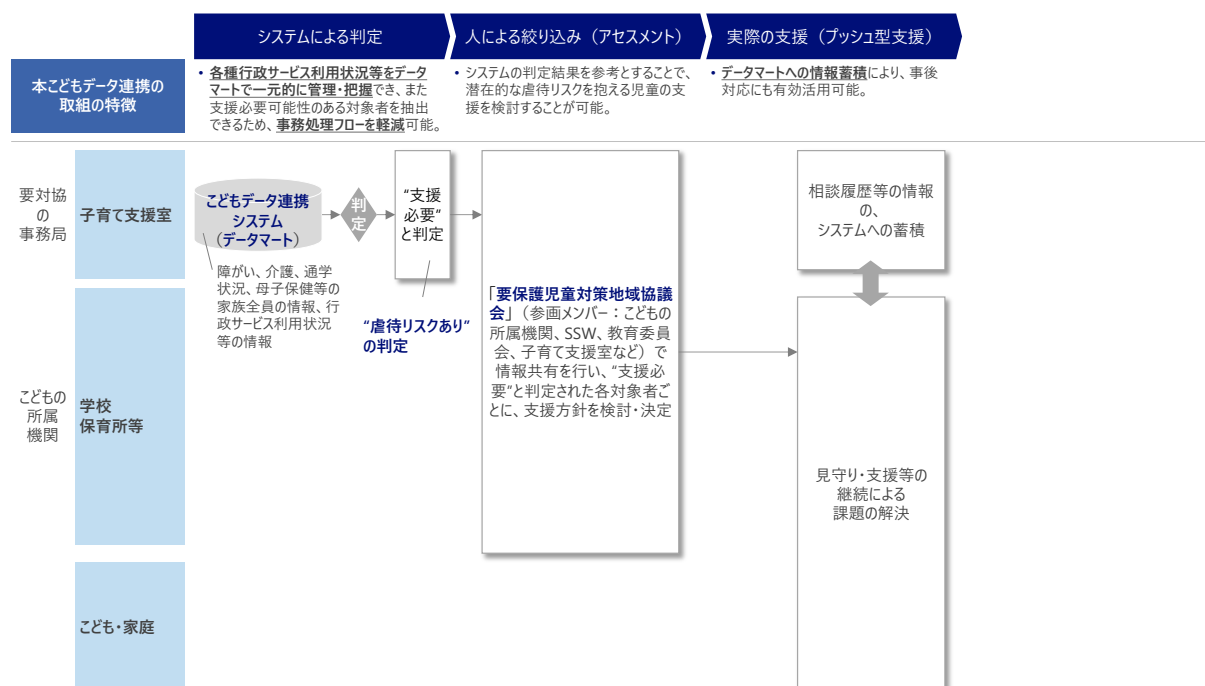 システムによる判定
人による絞り込み（アセスメント）
実際の支援（プッシュ型支援）
本こどもデータ連携の
取組の特徴
• 各種行政サービス利用状況等をデータ
マートで一元的に管理・把握でき、また
支援必要可能性のある対象者を抽出
できるため、事務処理フローを軽減可能。
• システムの判定結果を参考とすることで、
潜在的な虐待リスクを抱える児童の支
援を検討することが可能。
• データマートへの情報蓄積により、事後
対応にも有効活用可能。
要対協
の
事務局
子育て支援室
こどもデータ連携
システム
（データマート）
判
定
“支援
必要”
と判定
障がい、介護、通学
状況、母子保健等の
家族全員の情報、行
政サービス利用状況
等の情報
“虐待リスクあり”
の判定
「要保護児童対策地域協議
会」（参画メンバー：こどもの
所属機関、SSW、教育委員
会、子育て支援室など）で
情報共有を行い、“支援必
要”と判定された各対象者ご
とに、支援方針を検討・決定
相談履歴等の情報
の、
システムへの蓄積
こどもの
所属
機関
学校
保育所等
見守り・支援等の
継続による
課題の解決
こども・家庭